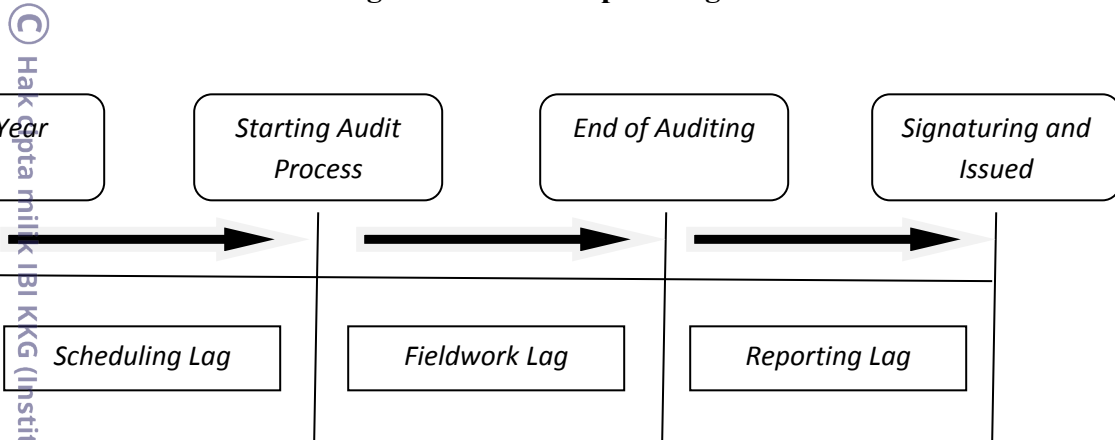 Year
Starting Audit
Process
End of Auditing
Signaturing and
Issued
Scheduling Lag
Fieldwork Lag
Reporting Lag
© Hak cipta milik IBI KKG (Instit